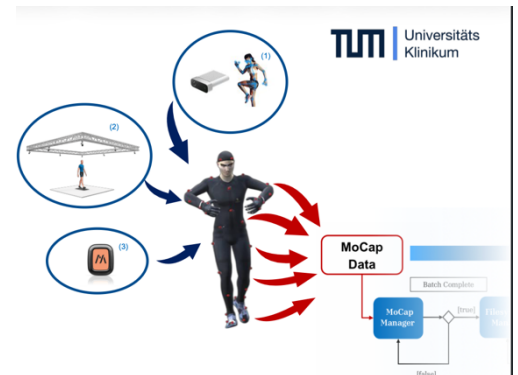 TUM
Universitäts
Klinikum
(1)
(2)
(3)
MoCap
Data
Batch Complete
MoCap
Manager
[true]
[false]